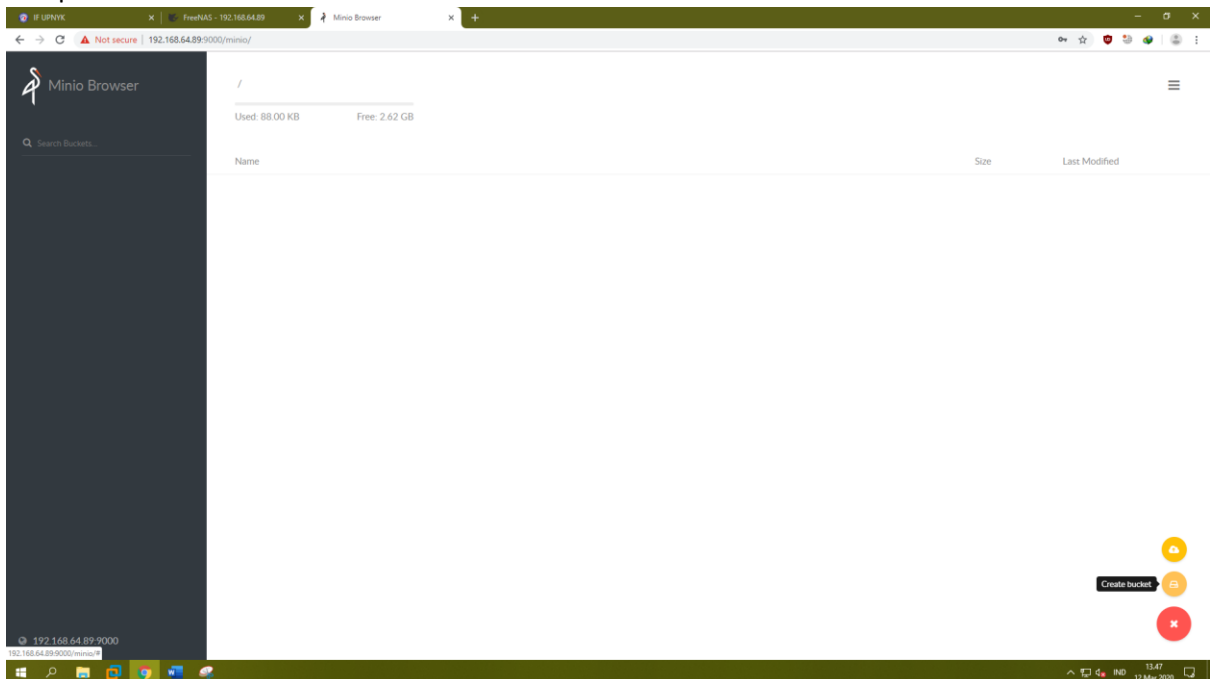 IF UPNYK FreeNAS - 192.168.64.89 Minio Browser
Not secure | 192.168.64.89:9000/minio/
Minio Browser
/
Used: 88.00 KB Free: 2.62 GB
Search Buckets...
Name Size Last Modified
Create bucket
192.168.64.89:9000
192.168.64.89:9000/minio/#
IND 13.47
12 Mar 2020